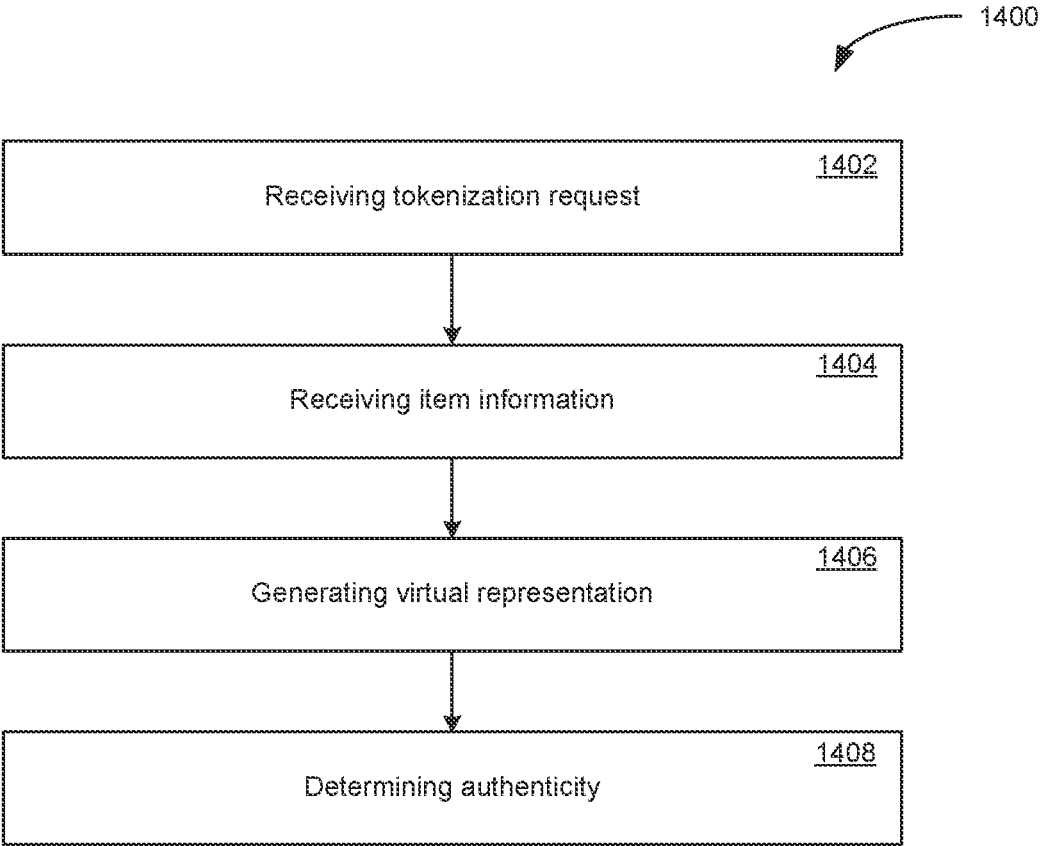 1400
1402
Receiving tokenization request
1404
Receiving item information
1406
Generating virtual representation
1408
Determining authenticity